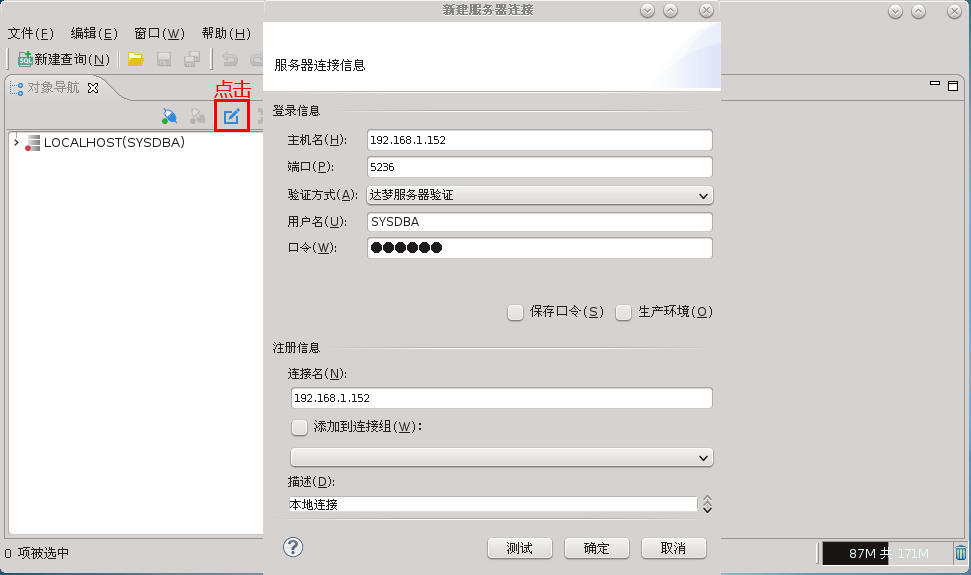 新建服务器连接
文件(F) 编辑(E) 窗口(W) 帮助(H)
SQL 新建查询(N)
服务器连接信息
对象导航
点击
登录信息
LOCALHOST(SYSDBA)
主机名(H): 192.168.1.152
端口(P): 5236
验证方式(A): 达梦服务器验证
用户名(U): SYSDBA
口令(W): ●●●●●●
保存口令(S) 生产环境(O)
注册信息
连接名(N):
192.168.1.152
添加到连接组(W):
描述(D):
本地连接
测试 确定 取消
0 项被选中
87M 共 171M